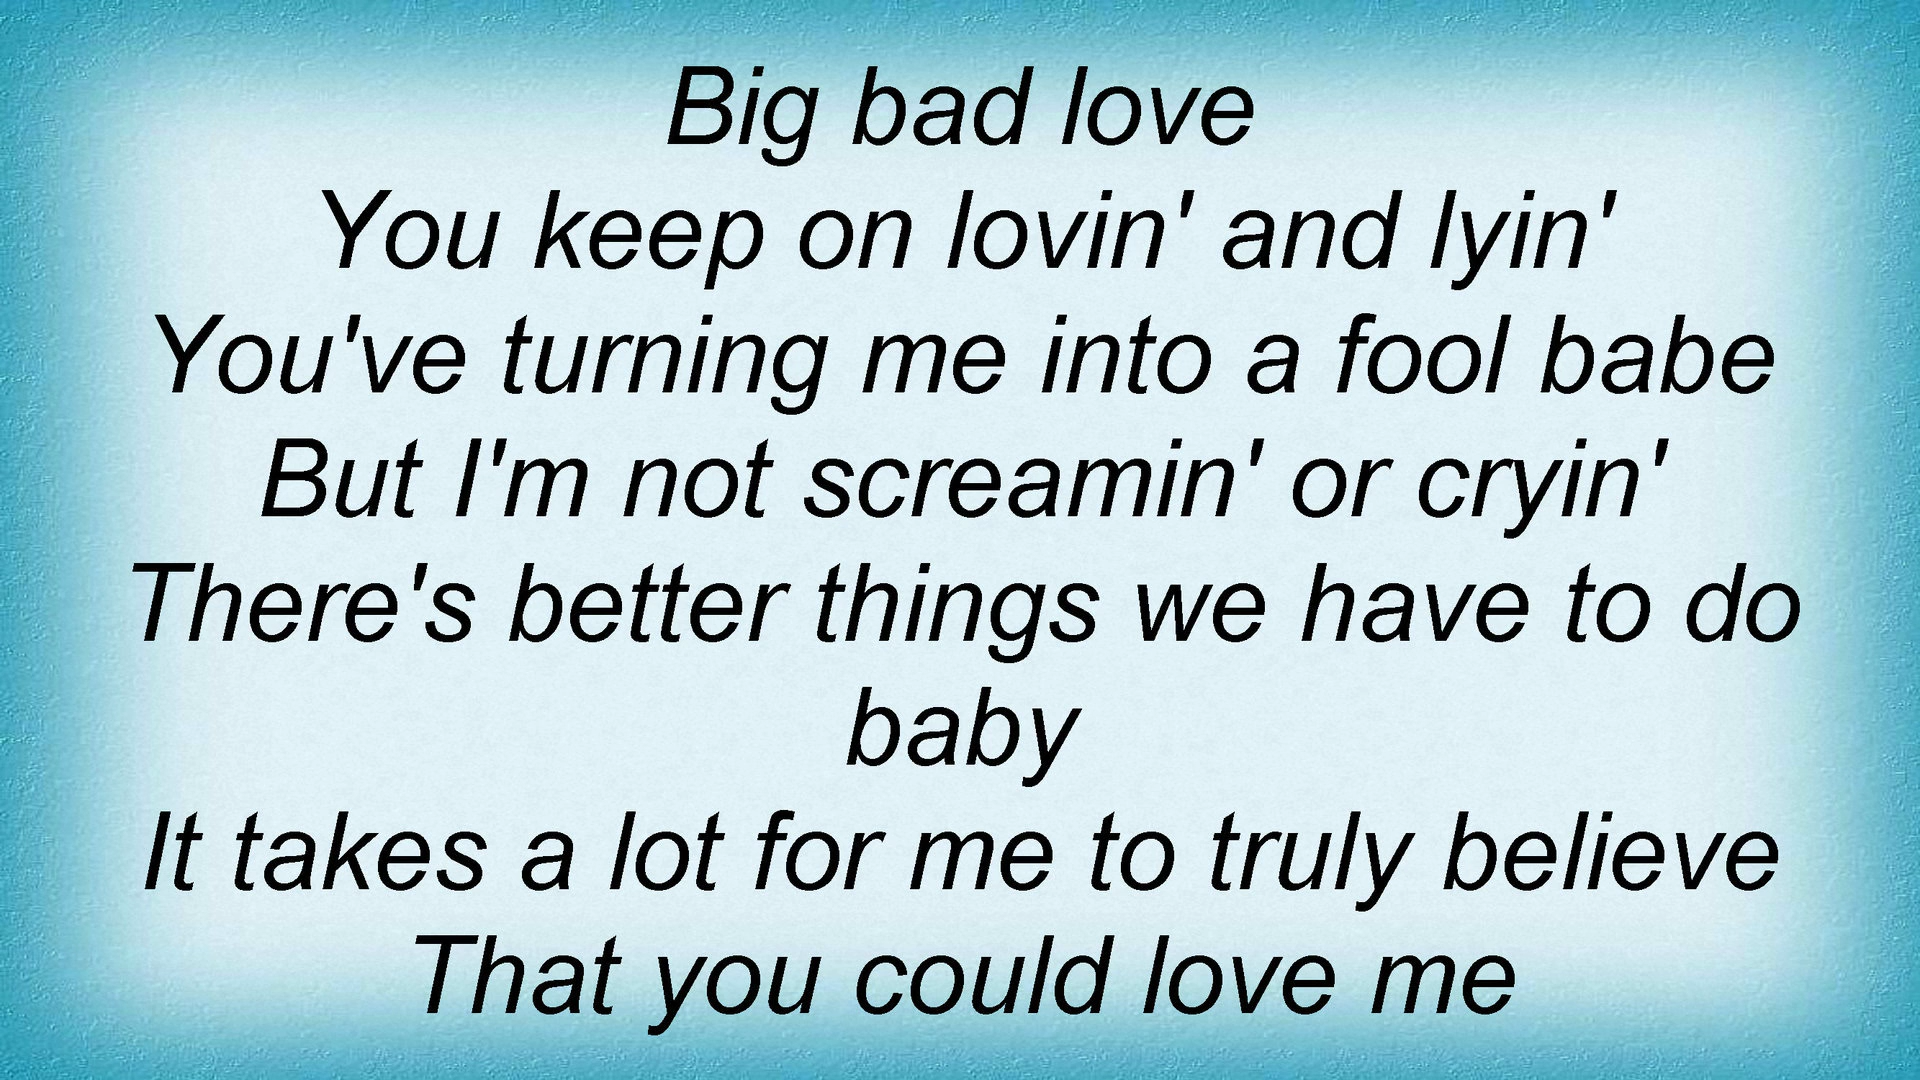 Big bad love
You keep on lovin' and lyin'
You've turning me into a fool babe
But I'm not screamin' or cryin'
There's better things we have to do
baby
It takes a lot for me to truly believe
That you could love me